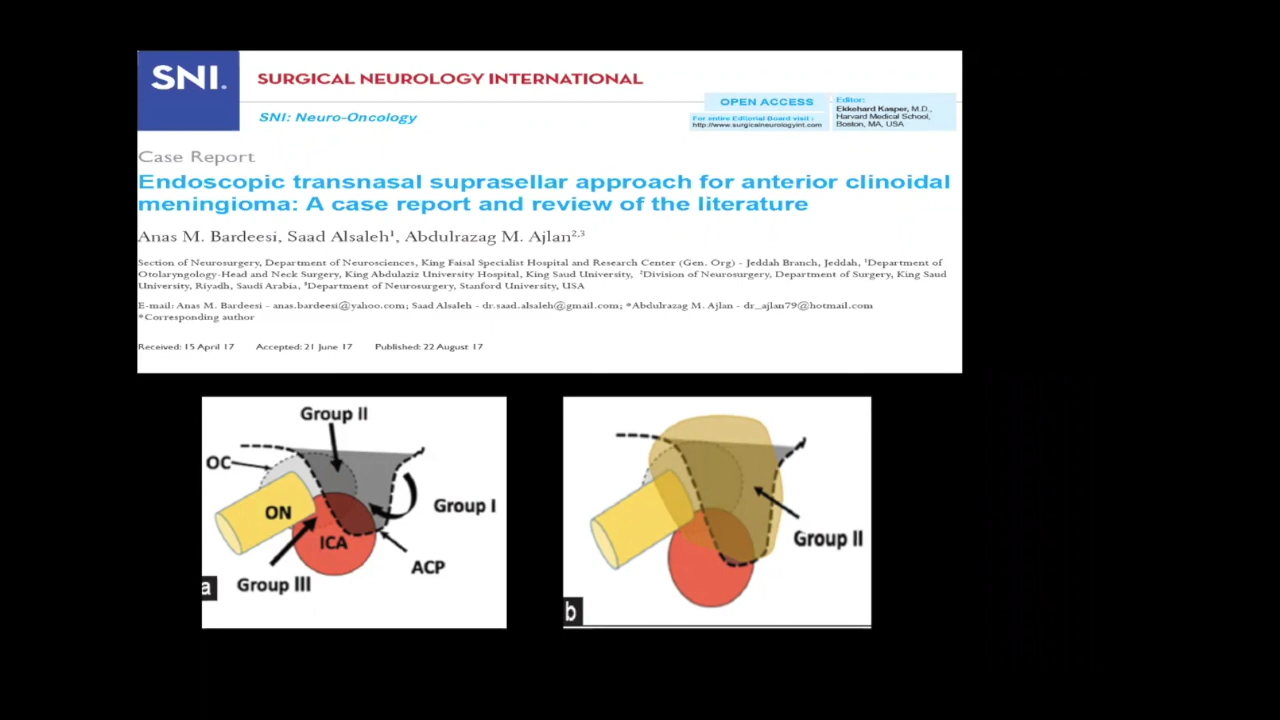 SNI.
SURGICAL NEUROLOGY INTERNATIONAL
SNI: Neuro-Oncology
OPEN ACCESS
For entire Editorial Board visit :
http://www.surgicalneurologyint.com
Editor:
Ekkehard Kasper, M.D.,
Harvard Medical School,
Boston, MA, USA
Case Report
Endoscopic transnasal suprasellar approach for anterior clinoidal
meningioma: A case report and review of the literature
Anas M. Bardeesi, Saad Alsaleh¹, Abdulrazag M. Ajlan²,³
Section of Neurosurgery, Department of Neurosciences, King Faisal Specialist Hospital and Research Center (Gen. Org) - Jeddah Branch, Jeddah, ¹Department of
Otolaryngology-Head and Neck Surgery, King Abdulaziz University Hospital, King Saud University, ²Division of Neurosurgery, Department of Surgery, King Saud
University, Riyadh, Saudi Arabia, ³Department of Neurosurgery, Stanford University, USA
E-mail: Anas M. Bardeesi - anas.bardeesi@yahoo.com; Saad Alsaleh - dr.saad.alsaleh@gmail.com; *Abdulrazag M. Ajlan - dr_ajlan79@hotmail.com
*Corresponding author
Received: 15 April 17 Accepted: 21 June 17 Published: 22 August 17
Group II
OC
ON
Group I
ICA
ACP
Group III
a
Group II
b